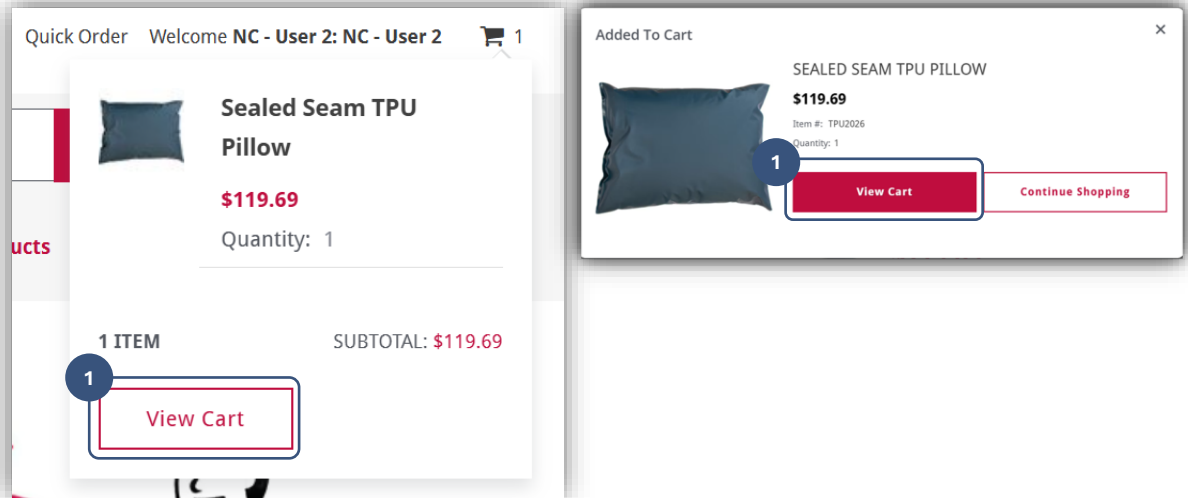 Quick Order Welcome NC - User 2: NC - User 2 1
Sealed Seam TPU
Pillow
$119.69
Quantity: 1
ucts
1 ITEM SUBTOTAL: $119.69
1
View Cart
Added To Cart ×
SEALED SEAM TPU PILLOW
$119.69
Item #: TPU2026
Quantity: 1
1
View Cart Continue Shopping